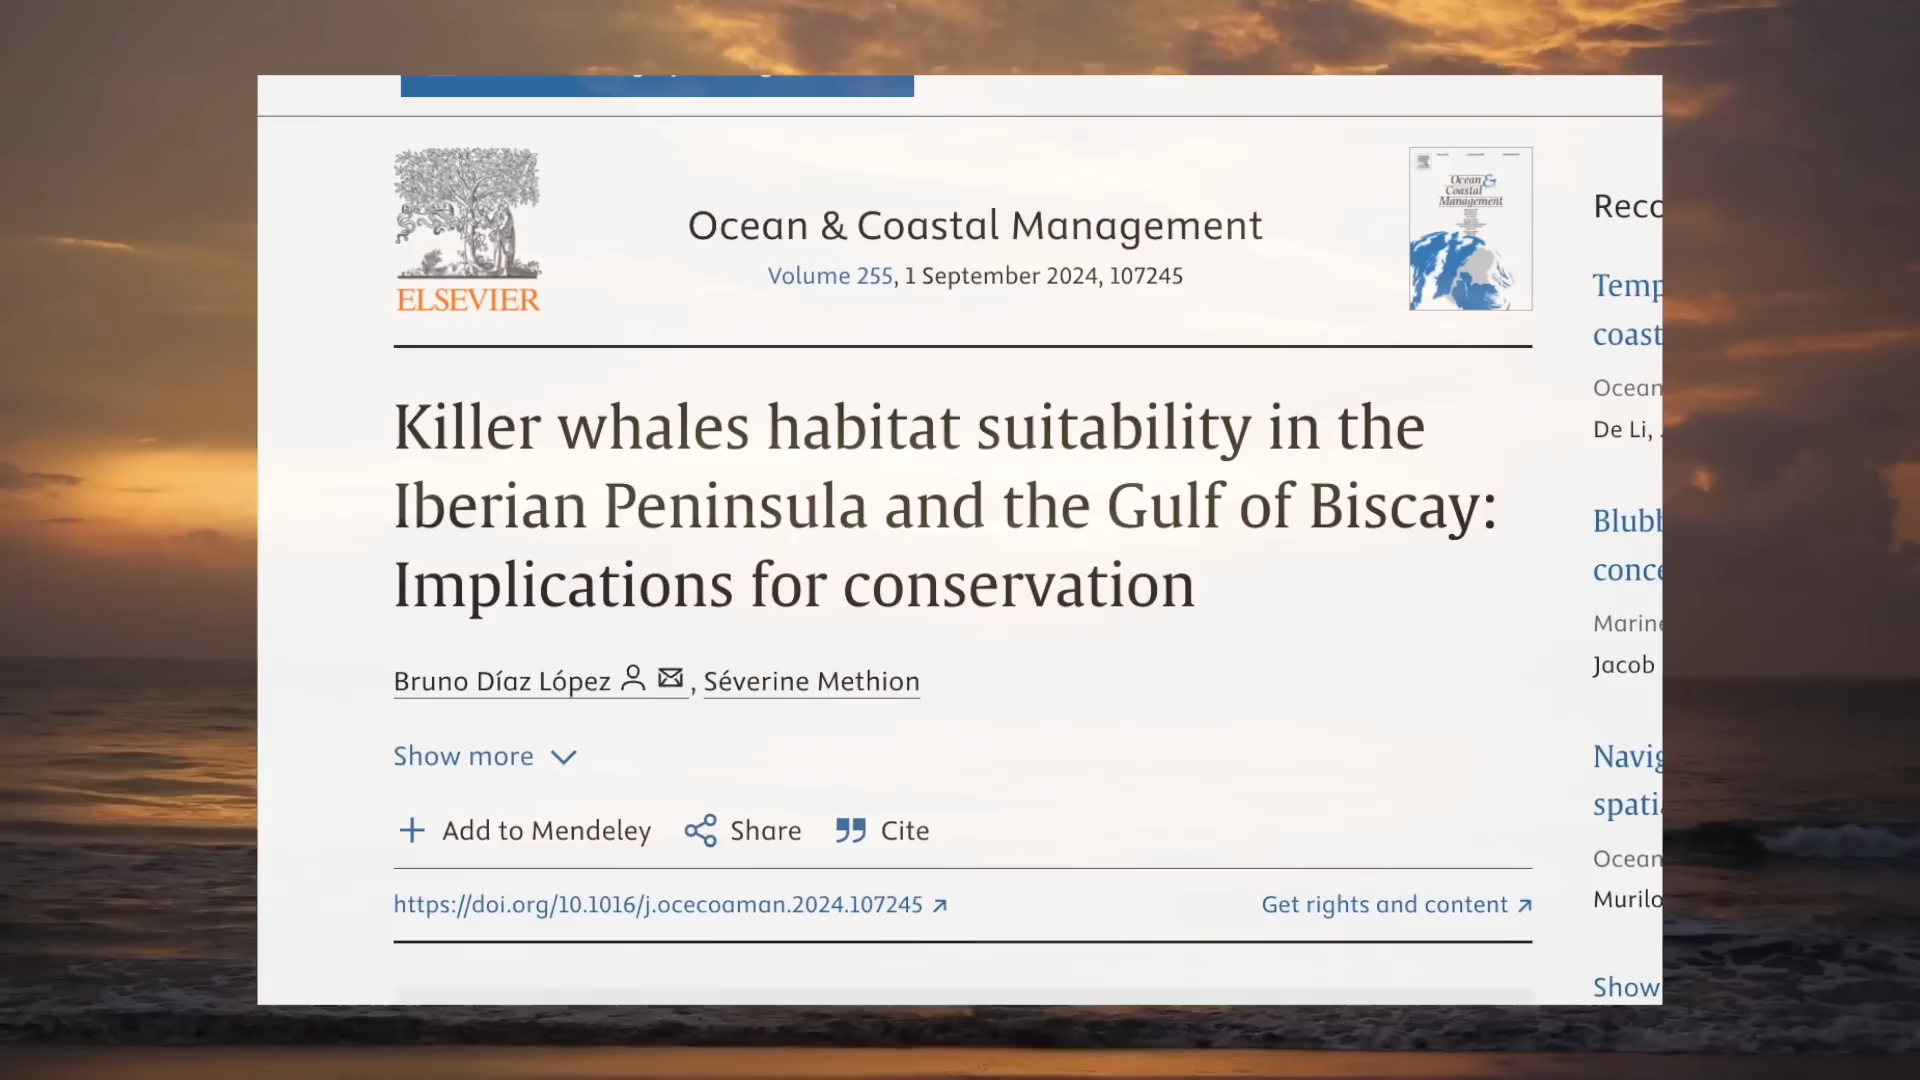 ELSEVIER
Ocean & Coastal Management
Volume 255, 1 September 2024, 107245
Ocean &
Coastal
Management
Killer whales habitat suitability in the
Iberian Peninsula and the Gulf of Biscay:
Implications for conservation
Bruno Díaz López, Séverine Methion
Show more
Add to Mendeley Share Cite
https://doi.org/10.1016/j.ocecoaman.2024.107245
Get rights and content
Reco
Temp
coast
Ocean
De Li,
Blubb
conce
Marine
Jacob
Navig
spati
Ocean
Murilo
Show